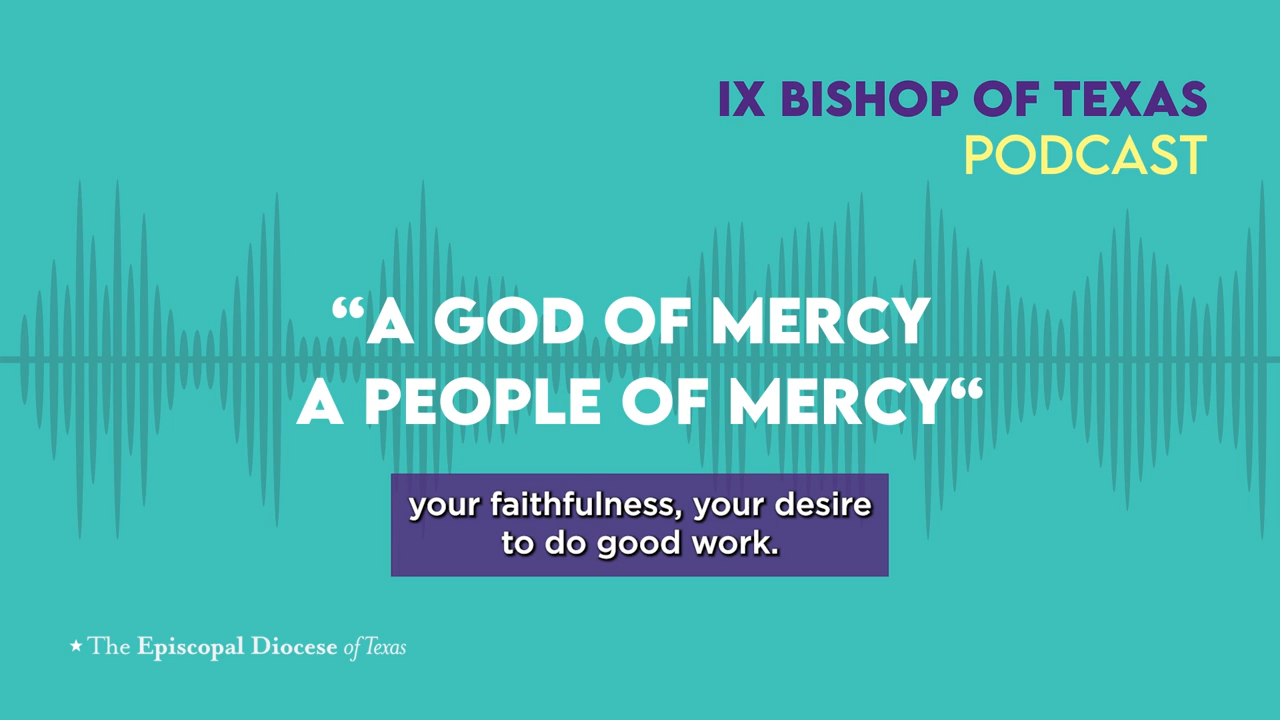 IX BISHOP OF TEXAS
PODCAST
“A GOD OF MERCY
A PEOPLE OF MERCY“
your faithfulness, your desire
to do good work.
The Episcopal Diocese of Texas